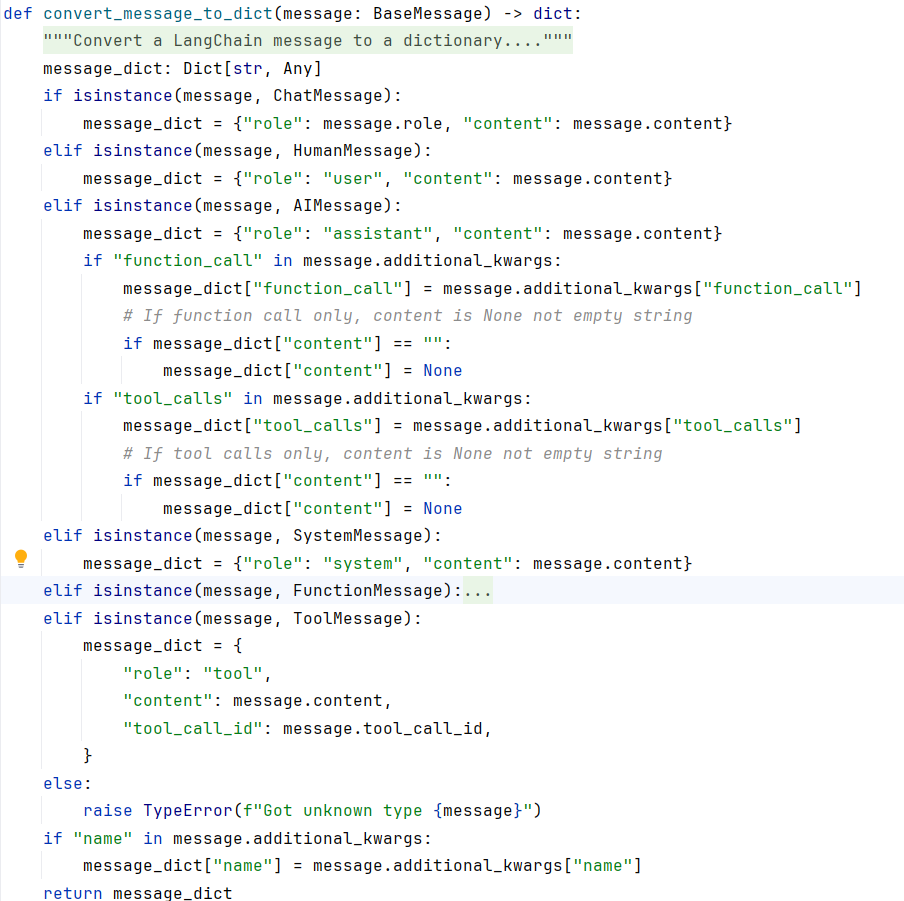 def convert_message_to_dict(message: BaseMessage) -> dict:
    """Convert a LangChain message to a dictionary...."""
    message_dict: Dict[str, Any]
    if isinstance(message, ChatMessage):
        message_dict = {"role": message.role, "content": message.content}
    elif isinstance(message, HumanMessage):
        message_dict = {"role": "user", "content": message.content}
    elif isinstance(message, AIMessage):
        message_dict = {"role": "assistant", "content": message.content}
        if "function_call" in message.additional_kwargs:
            message_dict["function_call"] = message.additional_kwargs["function_call"]
            # If function call only, content is None not empty string
            if message_dict["content"] == "":
                message_dict["content"] = None
        if "tool_calls" in message.additional_kwargs:
            message_dict["tool_calls"] = message.additional_kwargs["tool_calls"]
            # If tool calls only, content is None not empty string
            if message_dict["content"] == "":
                message_dict["content"] = None
    elif isinstance(message, SystemMessage):
        message_dict = {"role": "system", "content": message.content}
    elif isinstance(message, FunctionMessage):...
    elif isinstance(message, ToolMessage):
        message_dict = {
            "role": "tool",
            "content": message.content,
            "tool_call_id": message.tool_call_id,
        }
    else:
        raise TypeError(f"Got unknown type {message}")
    if "name" in message.additional_kwargs:
        message_dict["name"] = message.additional_kwargs["name"]
    return message_dict